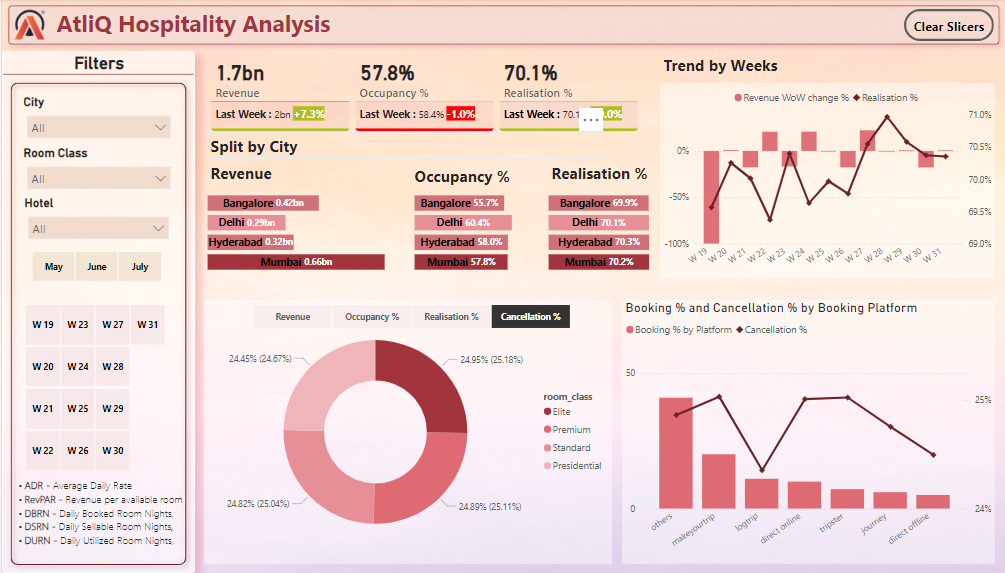 AtliQ Hospitality Analysis
Clear Slicers
Filters
City
All
Room Class
All
Hotel
All
May June July
W 19 W 23 W 27 W 31
W 20 W 24 W 28
W 21 W 25 W 29
W 22 W 26 W 30
• ADR - Average Daily Rate
• RevPAR - Revenue per available room
• DBRN - Daily Booked Room Nights,
• DSRN - Daily Sellable Room Nights,
• DURN - Daily Utilized Room Nights,
1.7bn
Revenue
Last Week : 2bn +7.3%
57.8%
Occupancy %
Last Week : 58.4% -1.0%
70.1%
Realisation %
Last Week : 70.1 .0%
Split by City
Revenue
Bangalore 0.42bn
Delhi 0.29bn
Hyderabad 0.32bn
Mumbai 0.66bn
Occupancy %
Bangalore 55.7%
Delhi 60.4%
Hyderabad 58.0%
Mumbai 57.8%
Realisation %
Bangalore 69.9%
Delhi 70.1%
Hyderabad 70.3%
Mumbai 70.2%
Trend by Weeks
Revenue WoW change % Realisation %
0%
-50%
-100%
71.0%
70.5%
70.0%
69.5%
69.0%
W 19 W 20 W 21 W 22 W 23 W 24 W 25 W 26 W 27 W 28 W 29 W 30 W 31
Revenue Occupancy % Realisation % Cancellation %
24.45% (24.67%)
24.95% (25.18%)
24.82% (25.04%)
24.89% (25.11%)
room_class
Elite
Premium
Standard
Presidential
Booking % and Cancellation % by Booking Platform
Booking % by Platform Cancellation %
50
0
25%
24%
others makeyourtrip logtrip direct online tripster journey direct offline